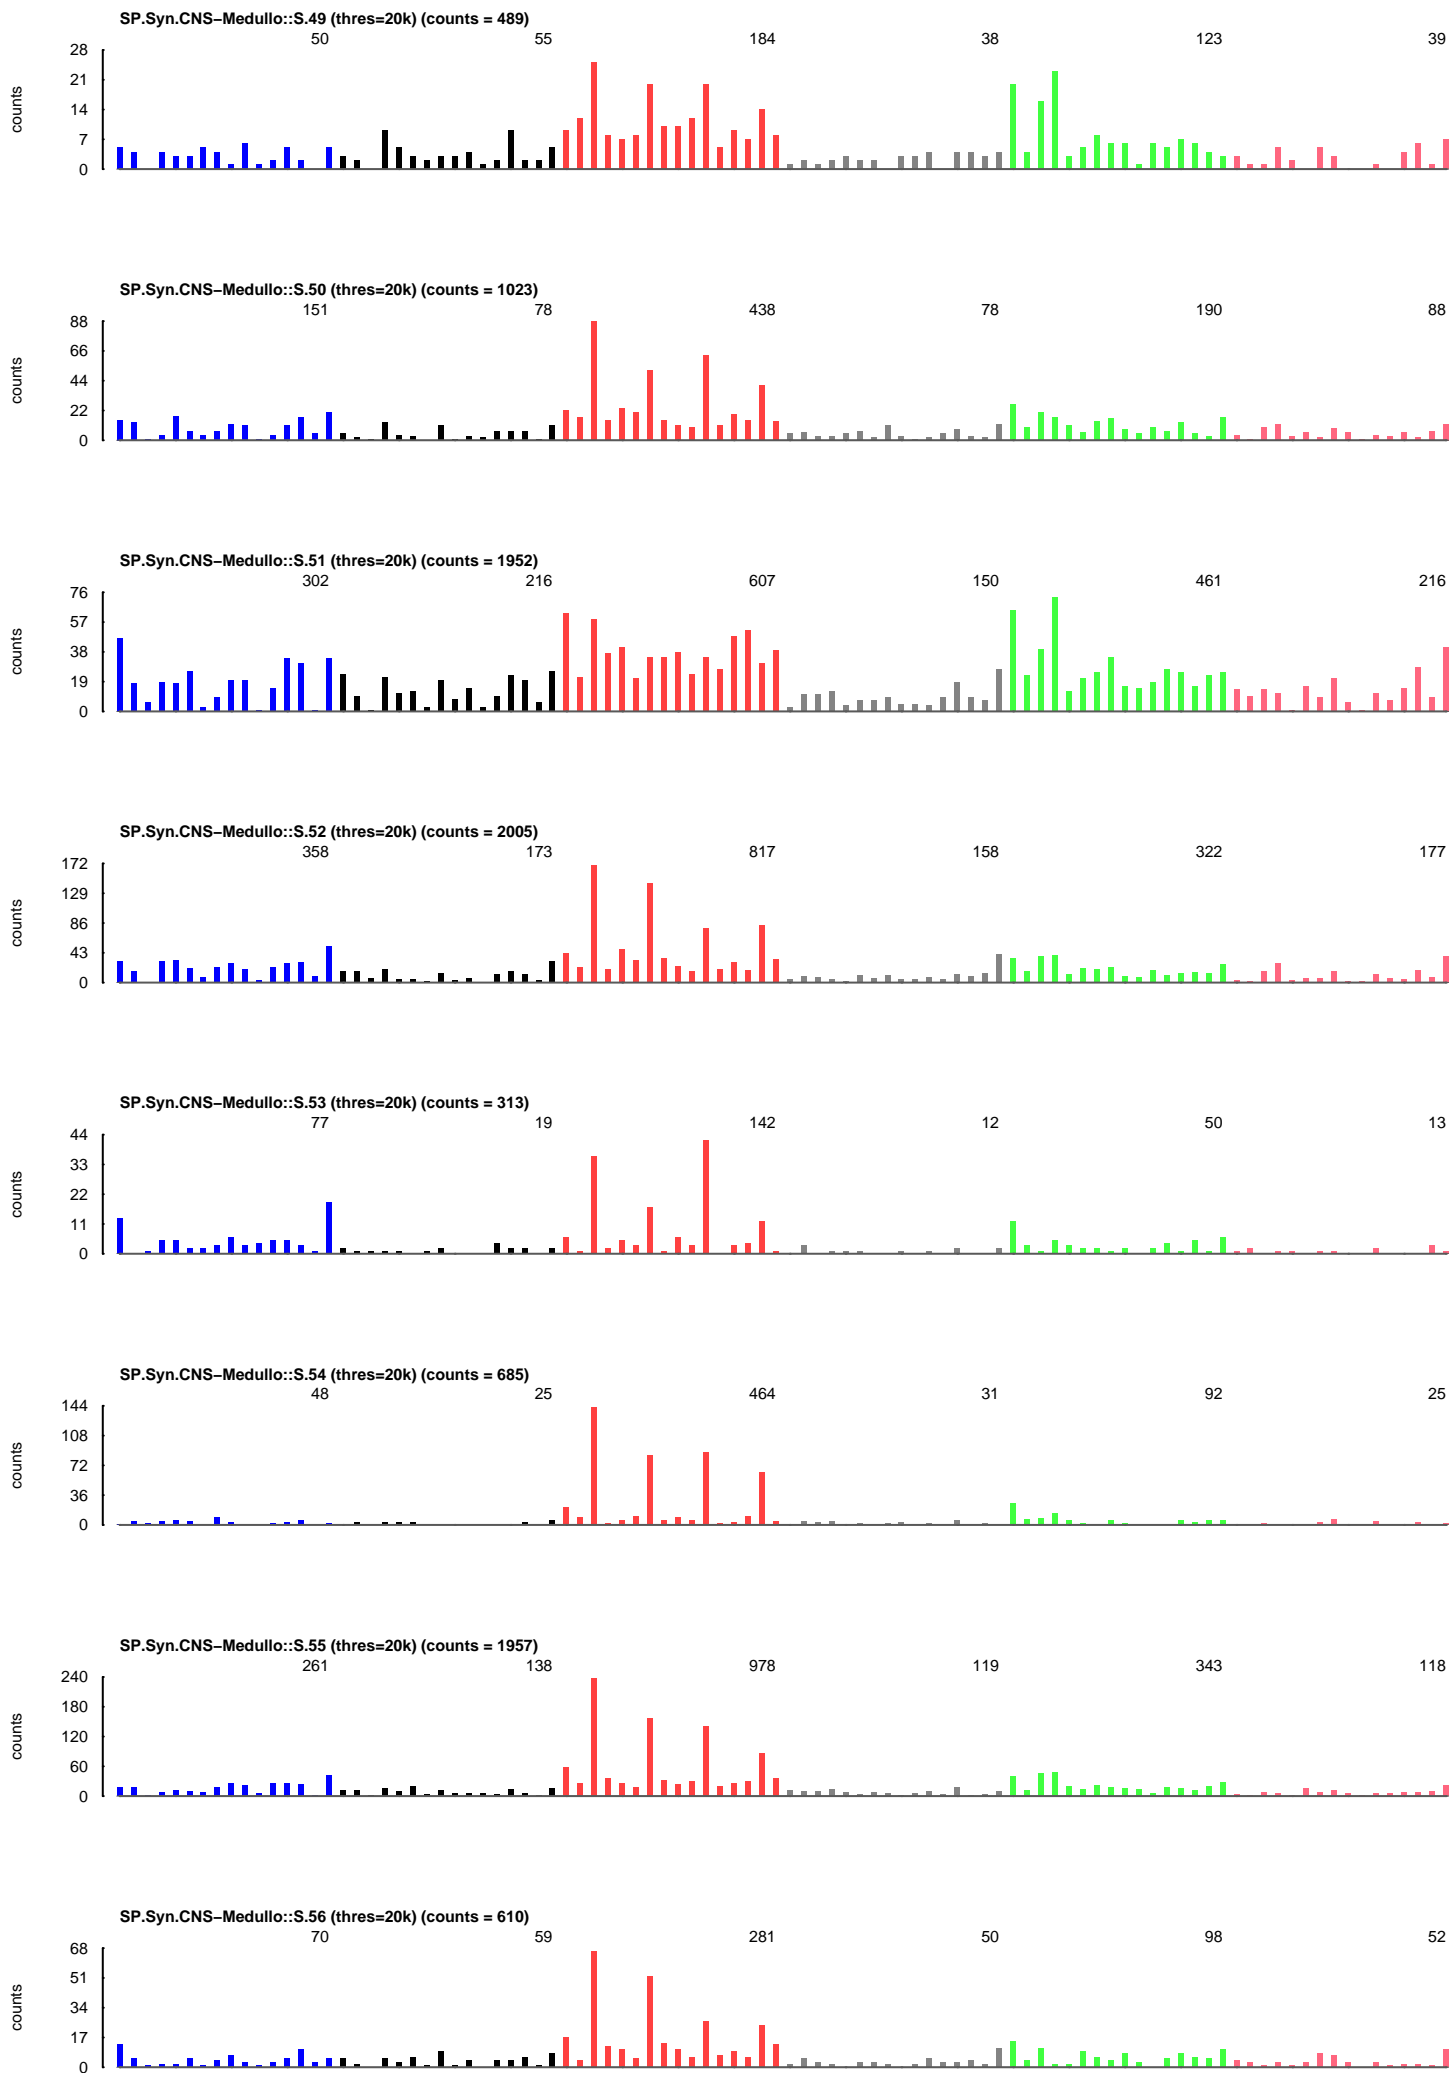 SP.Syn.CNS−Medullo::S.49 (thres=20k) (counts = 489)
50 55 184 38 123 39
28
21
14
7
0
counts
SP.Syn.CNS−Medullo::S.50 (thres=20k) (counts = 1023)
151 78 438 78 190 88
88
66
44
22
0
counts
SP.Syn.CNS−Medullo::S.51 (thres=20k) (counts = 1952)
302 216 607 150 461 216
76
57
38
19
0
counts
SP.Syn.CNS−Medullo::S.52 (thres=20k) (counts = 2005)
358 173 817 158 322 177
172
129
86
43
0
counts
SP.Syn.CNS−Medullo::S.53 (thres=20k) (counts = 313)
77 19 142 12 50 13
44
33
22
11
0
counts
SP.Syn.CNS−Medullo::S.54 (thres=20k) (counts = 685)
48 25 464 31 92 25
144
108
72
36
0
counts
SP.Syn.CNS−Medullo::S.55 (thres=20k) (counts = 1957)
261 138 978 119 343 118
240
180
120
60
0
counts
SP.Syn.CNS−Medullo::S.56 (thres=20k) (counts = 610)
70 59 281 50 98 52
68
51
34
17
0
counts